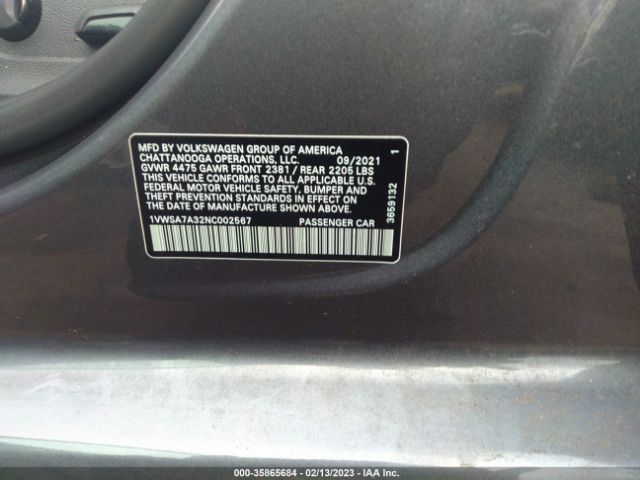 MFD BY VOLKSWAGEN GROUP OF AMERICA
CHATTANOOGA OPERATIONS, LLC. 09/2021
GVWR 4475 GAWR FRONT 2381 / REAR 2205 LBS
THIS VEHICLE CONFORMS TO ALL APPLICABLE
FEDERAL MOTOR VEHICLE SAFETY, BUMPER AND
THEFT PREVENTION STANDARDS IN EFFECT ON
THE DATE OF MANUFACTURE SHOWN ABOVE.
1VWSA7A32NC002567 PASSENGER CAR
3659132 1
000-35865684 - 02/13/2023 - IAA Inc.